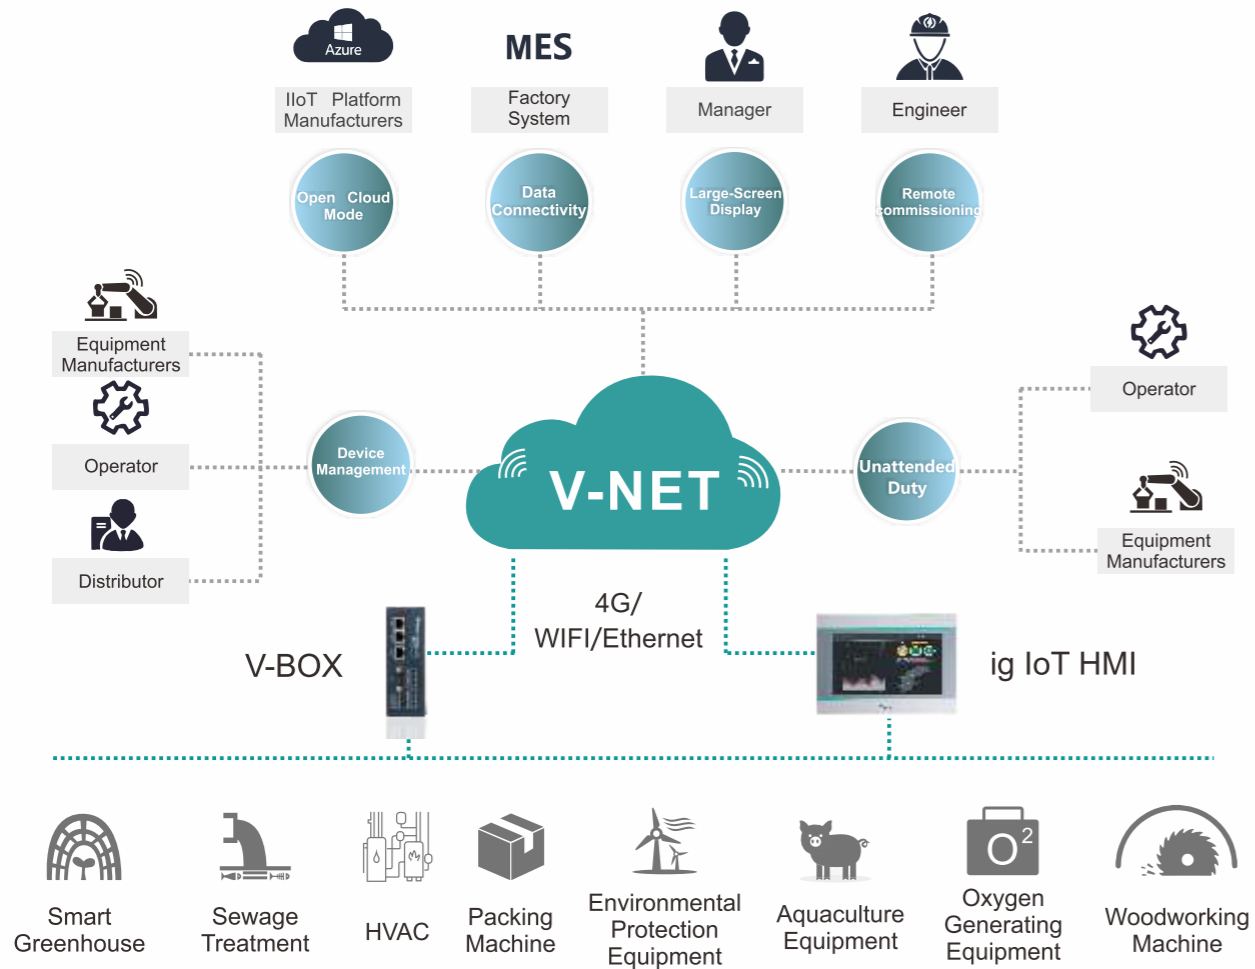 Azure
MES
IIoT Platform
Manufacturers
Factory
System
Manager
Engineer
Open Cloud
Mode
Data
Connectivity
Large-Screen
Display
Remote
commissioning
Equipment
Manufacturers
Operator
Distributor
Device
Management
V-NET
Unattended
Duty
Operator
Equipment
Manufacturers
4G/
WIFI/Ethernet
V-BOX
ig IoT HMI
Smart
Greenhouse
Sewage
Treatment
HVAC
Packing
Machine
Environmental
Protection
Equipment
Aquaculture
Equipment
O2
Oxygen
Generating
Equipment
Woodworking
Machine